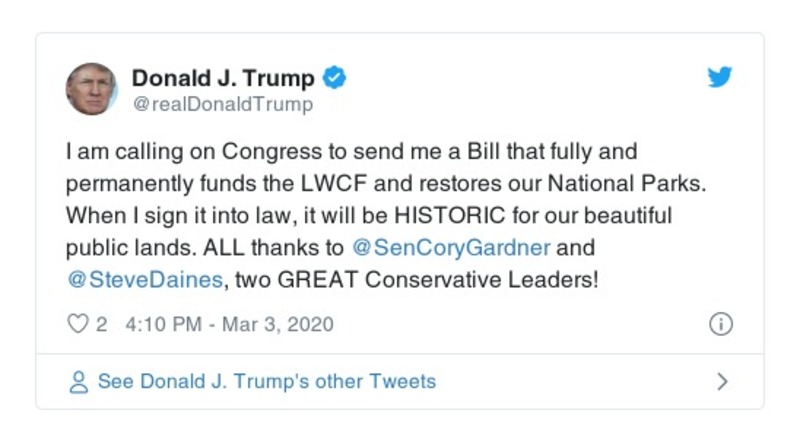 Donald J. Trump
@realDonaldTrump
I am calling on Congress to send me a Bill that fully and
permanently funds the LWCF and restores our National Parks.
When I sign it into law, it will be HISTORIC for our beautiful
public lands. ALL thanks to @SenCoryGardner and
@SteveDaines, two GREAT Conservative Leaders!
2 4:10 PM - Mar 3, 2020
See Donald J. Trump's other Tweets